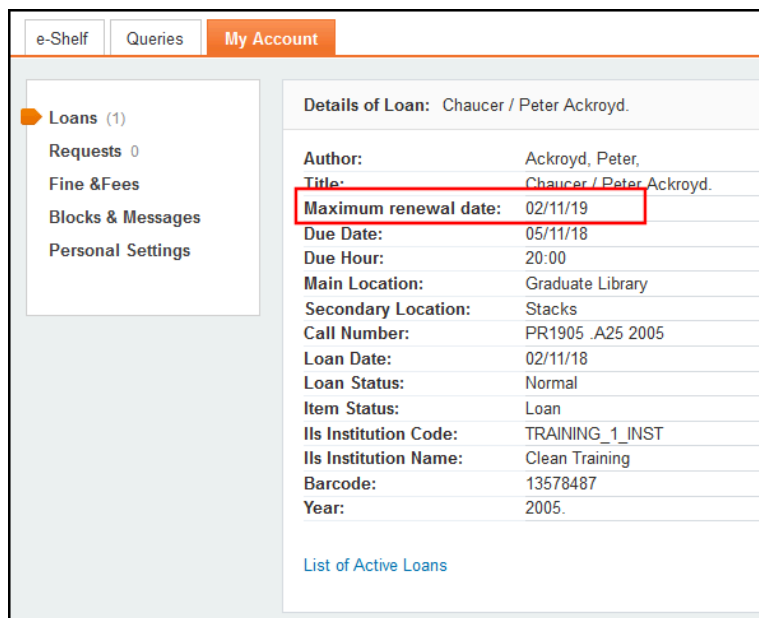 e-Shelf Queries My Account
Loans (1)
Requests 0
Fine &Fees
Blocks & Messages
Personal Settings
Details of Loan: Chaucer / Peter Ackroyd.
Author: Ackroyd, Peter,
Title: Chaucer / Peter Ackroyd.
Maximum renewal date: 02/11/19
Due Date: 05/11/18
Due Hour: 20:00
Main Location: Graduate Library
Secondary Location: Stacks
Call Number: PR1905 .A25 2005
Loan Date: 02/11/18
Loan Status: Normal
Item Status: Loan
Ils Institution Code: TRAINING_1_INST
Ils Institution Name: Clean Training
Barcode: 13578487
Year: 2005.
List of Active Loans